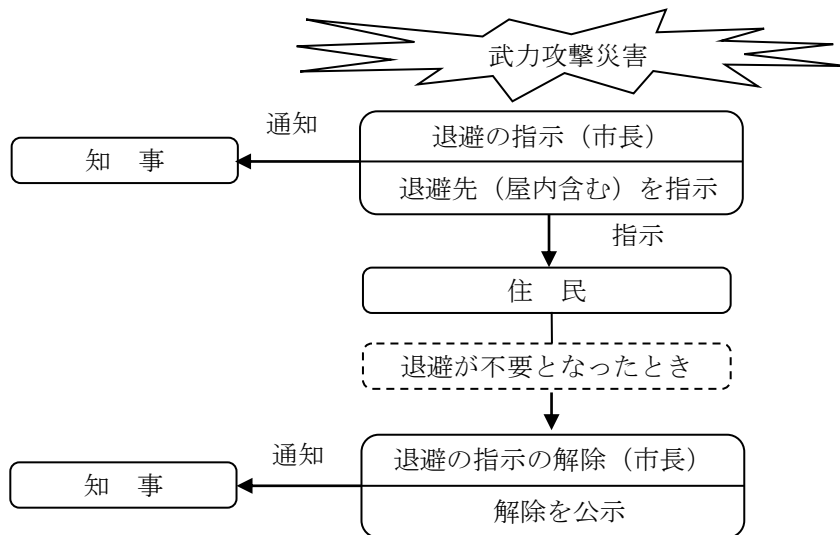 武力攻撃災害
通知
退避の指示（市長）
知　事
退避先（屋内含む）を指示
指示
住　民
退避が不要となったとき
通知
退避の指示の解除（市長）
知　事
解除を公示